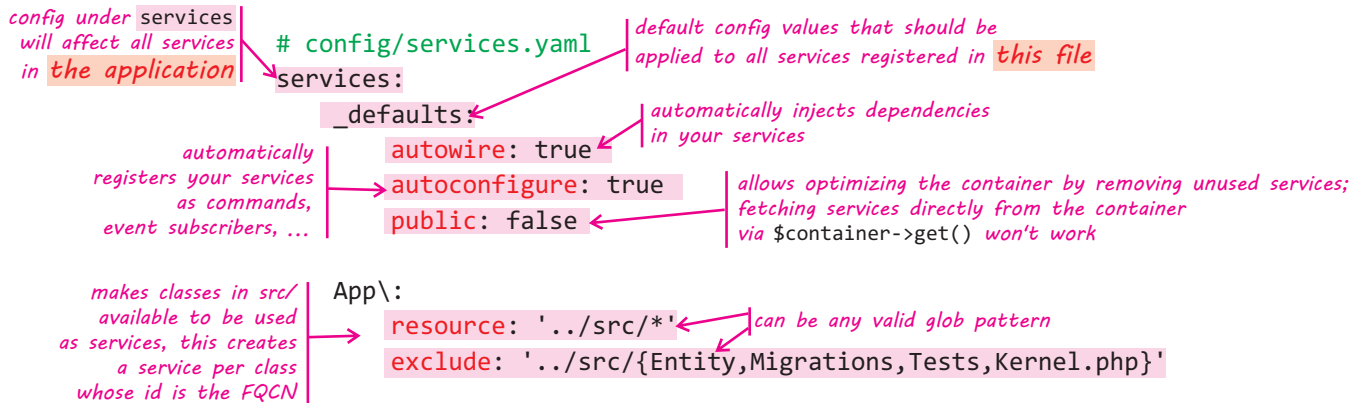 config under services
will affect all services
in the application
# config/services.yaml
default config values that should be
applied to all services registered in this file
services:
_defaults:
automatically injects dependencies
in your services
autowire: true
automatically
registers your services
as commands,
event subscribers, ...
autoconfigure: true
public: false
allows optimizing the container by removing unused services;
fetching services directly from the container
via $container->get() won't work
makes classes in src/
available to be used
as services, this creates
a service per class
whose id is the FQCN
App\:
resource: '../src/*'
can be any valid glob pattern
exclude: '../src/{Entity,Migrations,Tests,Kernel.php}'